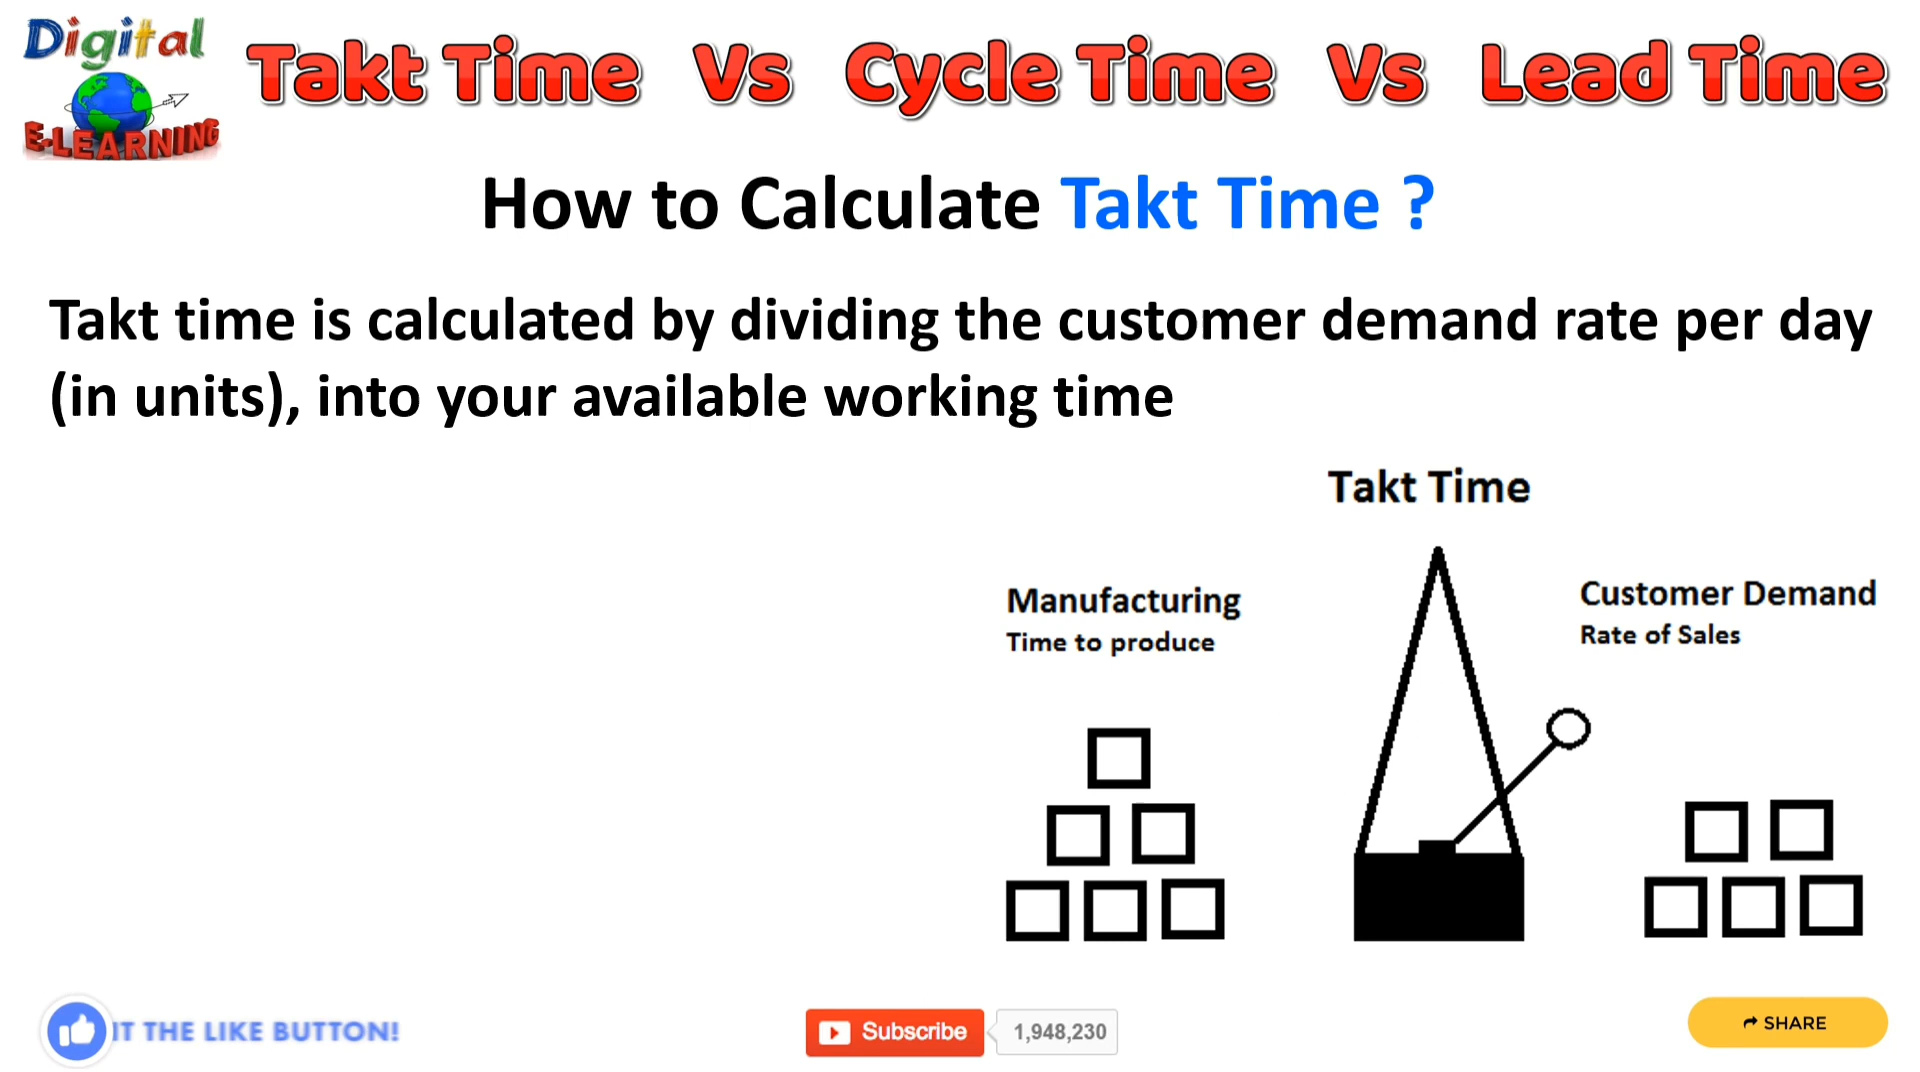 Digital
E-LEARNING
Takt Time Vs Cycle Time Vs Lead Time
How to Calculate Takt Time ?
Takt time is calculated by dividing the customer demand rate per day
(in units), into your available working time
Takt Time
Manufacturing
Time to produce
Customer Demand
Rate of Sales
IT THE LIKE BUTTON!
Subscribe
1,948,230
SHARE